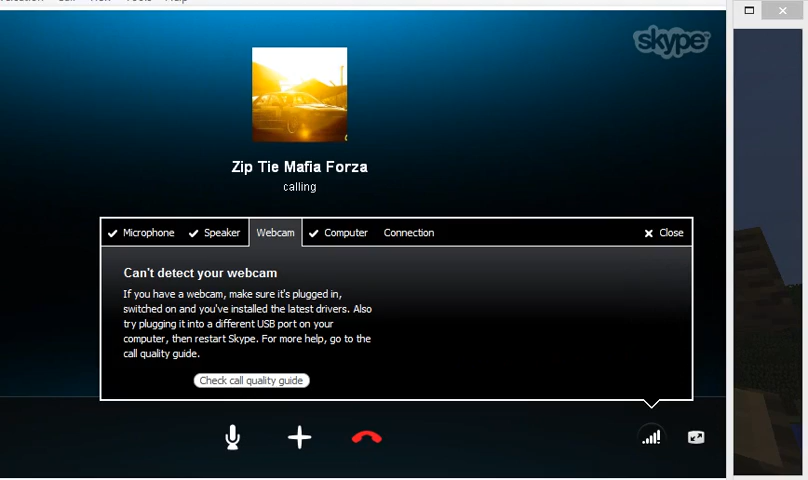 skype
Zip Tie Mafia Forza
calling
Microphone Speaker Webcam Computer Connection Close
Can't detect your webcam
If you have a webcam, make sure it's plugged in,
switched on and you've installed the latest drivers. Also
try plugging it into a different USB port on your
computer, then restart Skype. For more help, go to the
call quality guide.
Check call quality guide